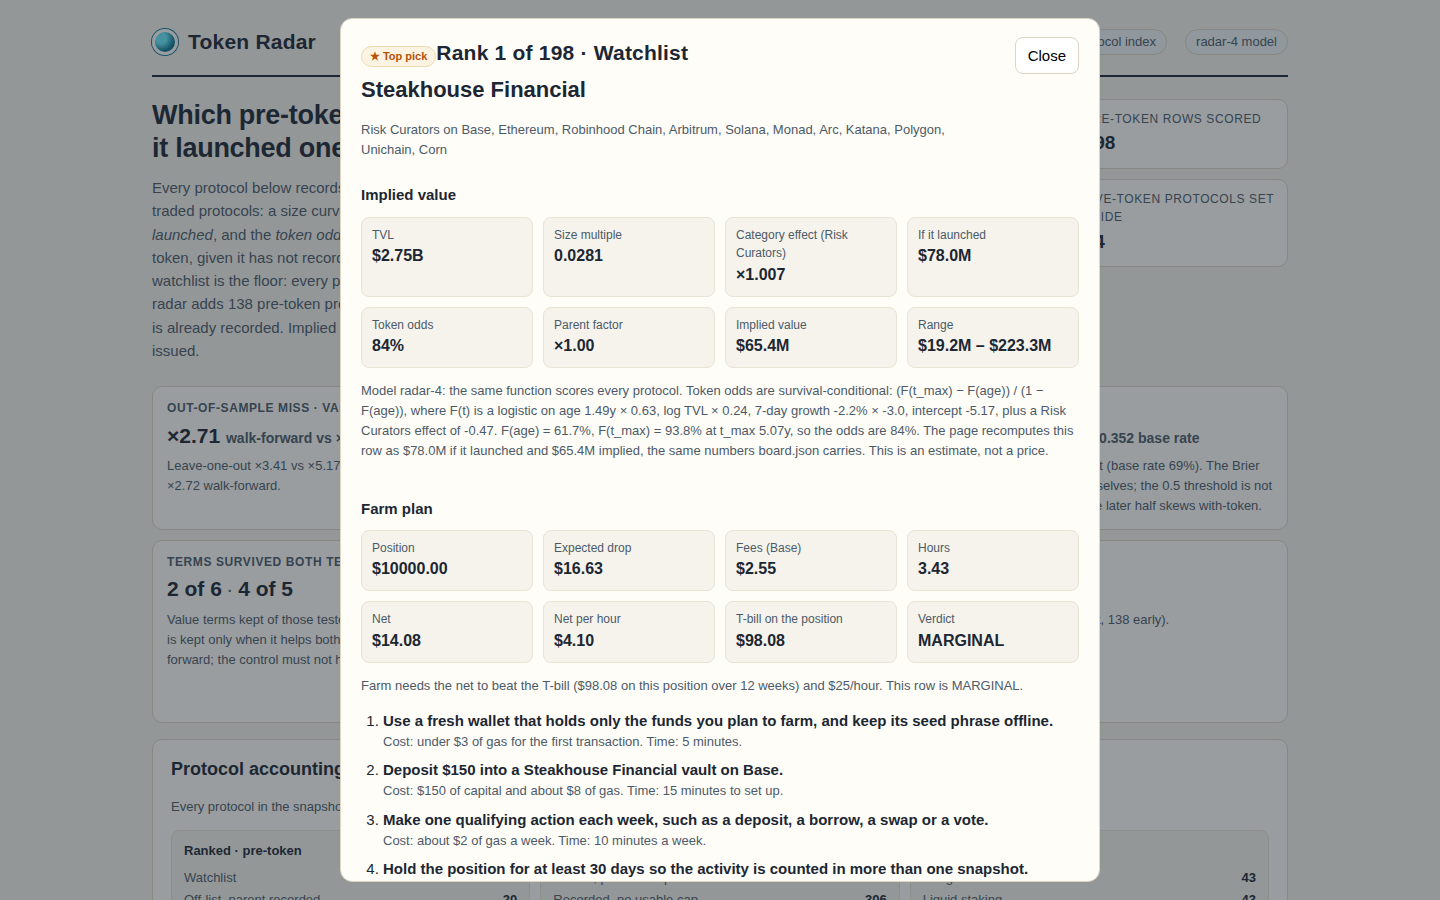 Token Radar
ocol index
radar-4 model
★ Top pick Rank 1 of 198 · Watchlist
Close
Steakhouse Financial
Risk Curators on Base, Ethereum, Robinhood Chain, Arbitrum, Solana, Monad, Arc, Katana, Polygon,
Unichain, Corn
Which pre-toke
it launched one
E-TOKEN ROWS SCORED
98
Every protocol below records
traded protocols: a size curv
launched, and the token odd
token, given it has not record
watchlist is the floor: every p
radar adds 138 pre-token pr
is already recorded. Implied
issued.
VE-TOKEN PROTOCOLS SET
IDE
4
Implied value
TVL
$2.75B
Size multiple
0.0281
Category effect (Risk
Curators)
×1.007
If it launched
$78.0M
Token odds
84%
Parent factor
×1.00
Implied value
$65.4M
Range
$19.2M – $223.3M
Model radar-4: the same function scores every protocol. Token odds are survival-conditional: (F(t_max) − F(age)) / (1 −
F(age)), where F(t) is a logistic on age 1.49y × 0.63, log TVL × 0.24, 7-day growth -2.2% × -3.0, intercept -5.17, plus a Risk
Curators effect of -0.47. F(age) = 61.7%, F(t_max) = 93.8% at t_max 5.07y, so the odds are 84%. The page recomputes this
row as $78.0M if it launched and $65.4M implied, the same numbers board.json carries. This is an estimate, not a price.
OUT-OF-SAMPLE MISS · VA
×2.71 walk-forward vs ×
Leave-one-out ×3.41 vs ×5.17
×2.72 walk-forward.
0.352 base rate
t (base rate 69%). The Brier
selves; the 0.5 threshold is not
e later half skews with-token.
Farm plan
Position
$10000.00
Expected drop
$16.63
Fees (Base)
$2.55
Hours
3.43
Net
$14.08
Net per hour
$4.10
T-bill on the position
$98.08
Verdict
MARGINAL
Farm needs the net to beat the T-bill ($98.08 on this position over 12 weeks) and $25/hour. This row is MARGINAL.
TERMS SURVIVED BOTH TE
2 of 6 · 4 of 5
Value terms kept of those teste
is kept only when it helps both
forward; the control must not h
, 138 early).
1. Use a fresh wallet that holds only the funds you plan to farm, and keep its seed phrase offline.
Cost: under $3 of gas for the first transaction. Time: 5 minutes.
2. Deposit $150 into a Steakhouse Financial vault on Base.
Cost: $150 of capital and about $8 of gas. Time: 15 minutes to set up.
3. Make one qualifying action each week, such as a deposit, a borrow, a swap or a vote.
Cost: about $2 of gas a week. Time: 10 minutes a week.
4. Hold the position for at least 30 days so the activity is counted in more than one snapshot.
Protocol accounting
Every protocol in the snapsho
Ranked · pre-token
Watchlist
43